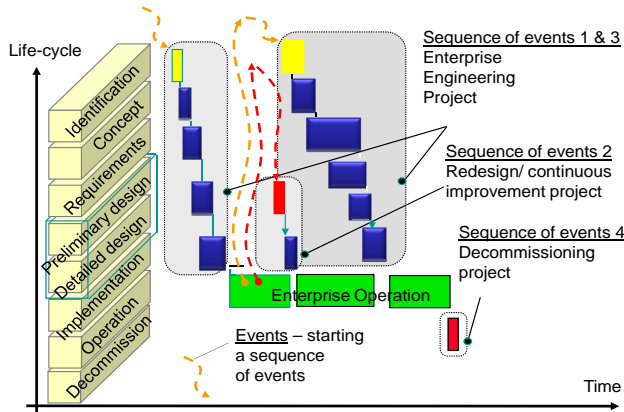 Life-cycle
Identification
Concept
Requirements
Preliminary design
Detailed design
Implementation
Operation
Decommission
Sequence of events 1 & 3
Enterprise
Engineering
Project
Sequence of events 2
Redesign/ continuous
improvement project
Sequence of events 4
Decommissioning
project
Enterprise Operation
Events – starting
a sequence
of events
Time